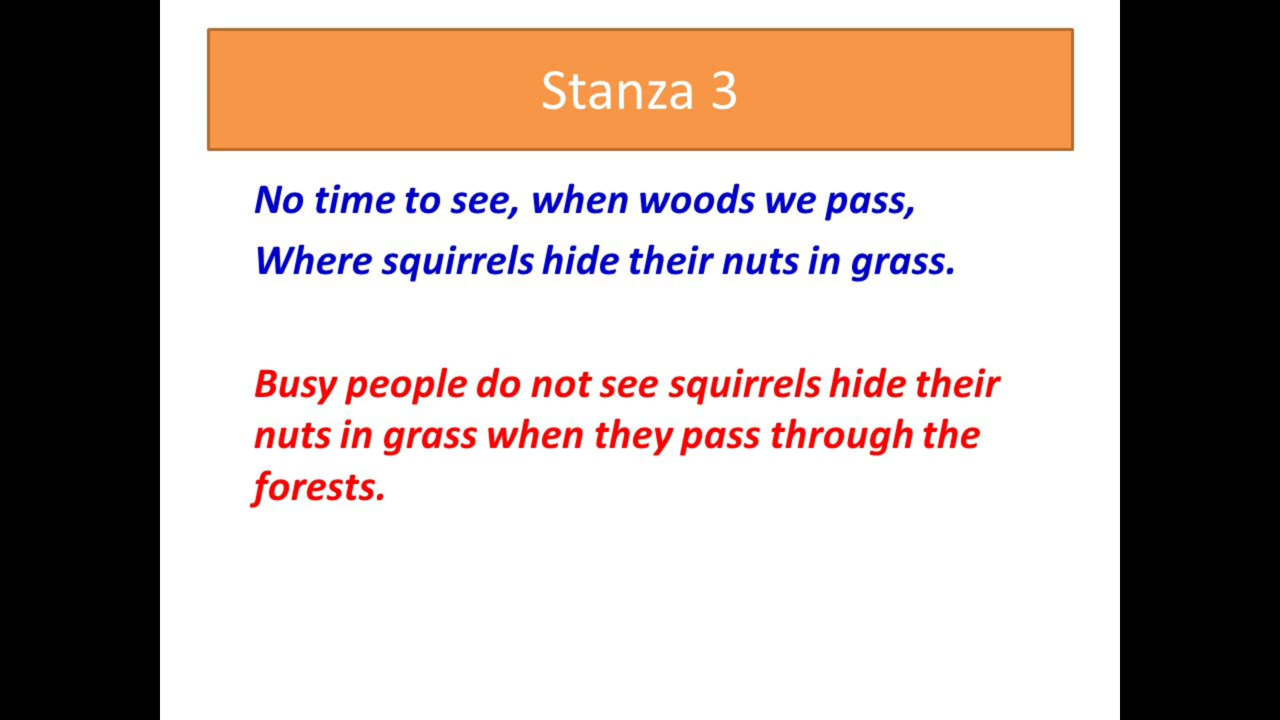 Stanza 3
No time to see, when woods we pass,
Where squirrels hide their nuts in grass.
Busy people do not see squirrels hide their
nuts in grass when they pass through the
forests.